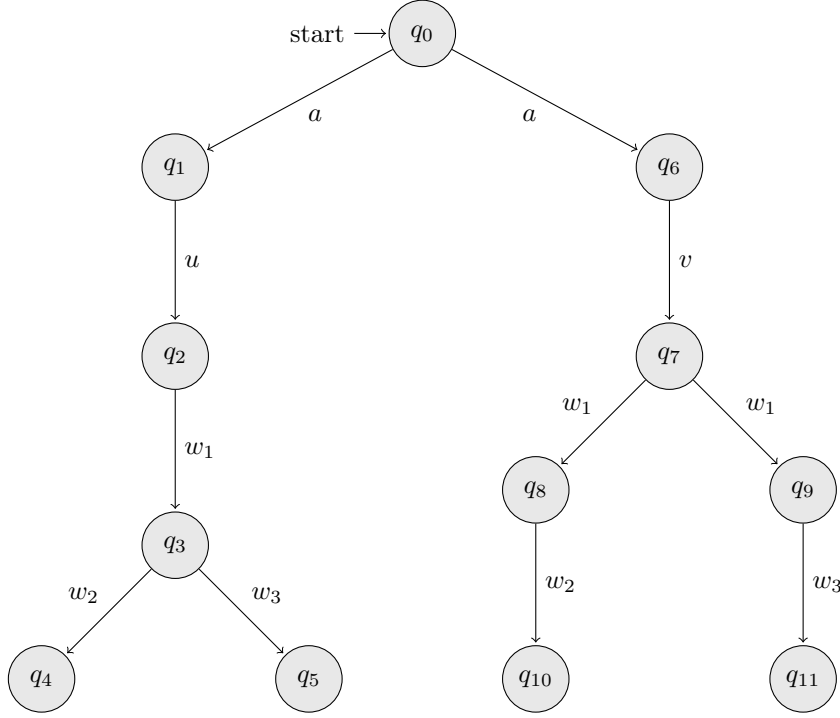 start q0
a a
q1 q6
u v
q2 q7
w1 w1
w1
q8 q9
q3
w2 w3 w2 w3
q4 q5 q10 q11